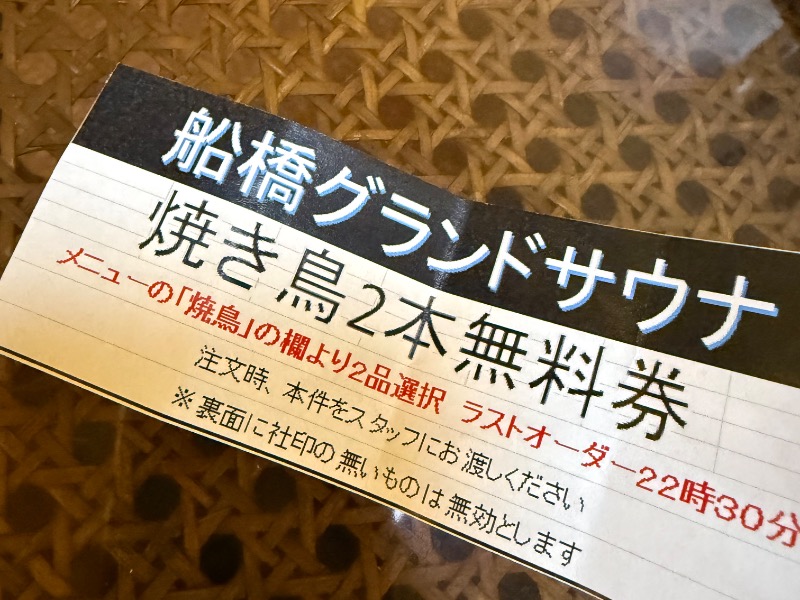 船橋グランドサウナ
焼き鳥2本無料券
メニューの「焼鳥」の欄より2品選択 ラストオーダー22時30分
注文時、本件をスタッフにお渡しください
※裏面に社印の無いものは無効とします